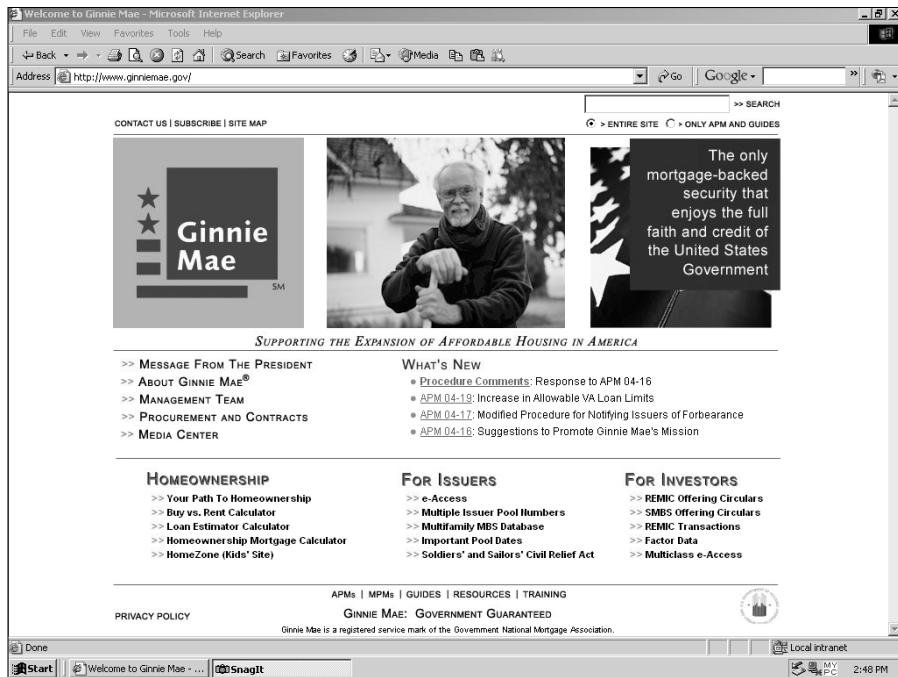 Welcome to Ginnie Mae - Microsoft Internet Explorer
File Edit View Favorites Tools Help
Back Search Favorites Media
Address http://www.ginniemae.gov/ Go Google
>> SEARCH
CONTACT US | SUBSCRIBE | SITE MAP
> ENTIRE SITE > ONLY APM AND GUIDES
Ginnie
Mae
SM
The only
mortgage-backed
security that
enjoys the full
faith and credit of
the United States
Government
SUPPORTING THE EXPANSION OF AFFORDABLE HOUSING IN AMERICA
>> MESSAGE FROM THE PRESIDENT
>> ABOUT GINNIE MAE®
>> MANAGEMENT TEAM
>> PROCUREMENT AND CONTRACTS
>> MEDIA CENTER
WHAT'S NEW
Procedure Comments: Response to APM 04-16
APM 04-19: Increase in Allowable VA Loan Limits
APM 04-17: Modified Procedure for Notifying Issuers of Forbearance
APM 04-16: Suggestions to Promote Ginnie Mae's Mission
HOMEOWNERSHIP
>> Your Path To Homeownership
>> Buy vs. Rent Calculator
>> Loan Estimator Calculator
>> Homeownership Mortgage Calculator
>> HomeZone (Kids' Site)
FOR ISSUERS
>> e-Access
>> Multiple Issuer Pool Numbers
>> Multifamily MBS Database
>> Important Pool Dates
>> Soldiers' and Sailors' Civil Relief Act
FOR INVESTORS
>> REMIC Offering Circulars
>> SMBS Offering Circulars
>> REMIC Transactions
>> Factor Data
>> Multiclass e-Access
APMs | MPMs | GUIDES | RESOURCES | TRAINING
PRIVACY POLICY
GINNIE MAE: GOVERNMENT GUARANTEED
Ginnie Mae is a registered service mark of the Government National Mortgage Association.
Done Local intranet
Start Welcome to Ginnie Mae - ... SnagIt MY PC 2:48 PM